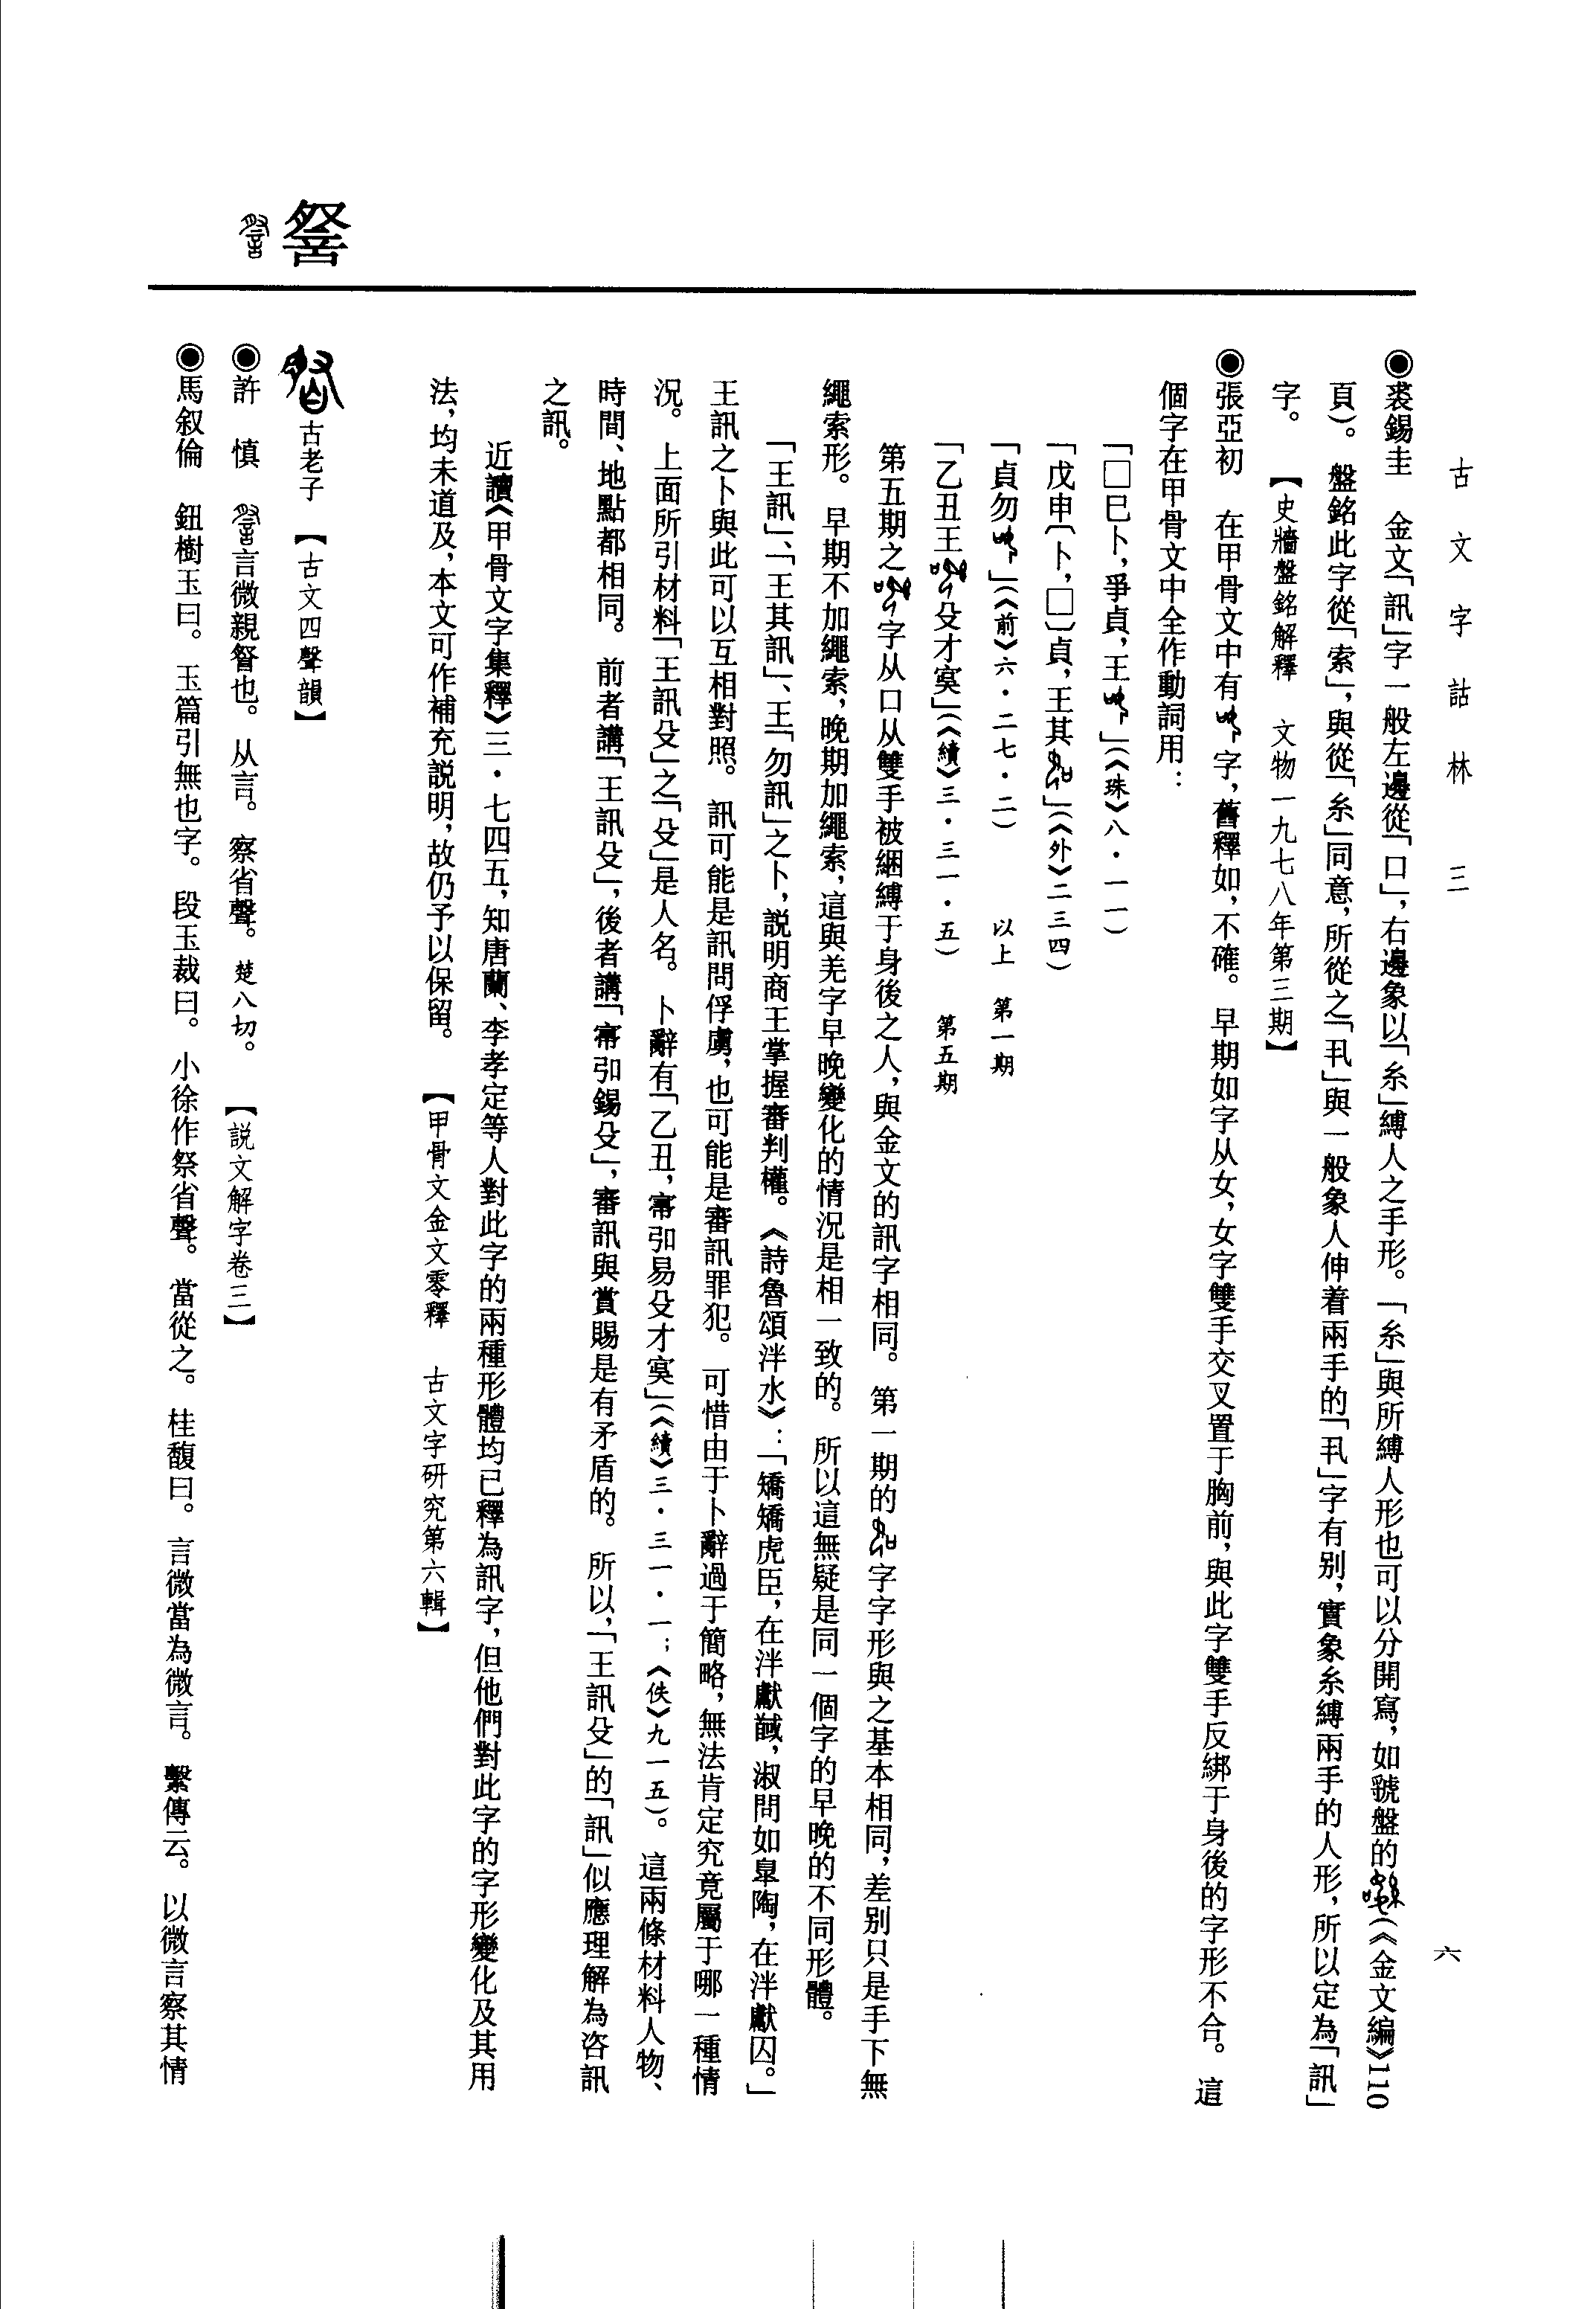 古文字詁林　三
六
詧
◉裘錫圭　金文「訊」字一般左邊從「口」，右邊象以「糸」縛人之手形。「糸」與所縛人形也可以分開寫，如虢盤的（《金文編》110
頁）。盤銘此字從「索」，與從「糸」同意，所從之「丮」與一般象人伸着兩手的「丮」字有别，實象糸縛兩手的人形，所以定為「訊」
字。【史牆盤銘解釋　文物一九七八年第三期】
◉張亞初　在甲骨文中有字，舊釋如，不確。早期如字从女，女字雙手交叉置于胸前，與此字雙手反綁于身後的字形不合。這
個字在甲骨文中全作動詞用：
「□巳卜，爭貞，王」（《珠》八・一一）
「戊申〔卜，□〕貞，王其」（《外》二三四）
「貞勿」（《前》六・二七・二）　以上　第一期
「乙丑王殳才寞」（《續》三・三一・五）　第五期
第五期之字从口从雙手被綑縛于身後之人，與金文的訊字相同。第一期的字字形與之基本相同，差别只是手下無
繩索形。早期不加繩索，晚期加繩索，這與羌字早晚變化的情況是相一致的。所以這無疑是同一個字的早晚的不同形體。
「王訊」、「王其訊」、王「勿訊」之卜，説明商王掌握審判權。《詩魯頌泮水》：「矯矯虎臣，在泮獻馘，淑問如臯陶，在泮獻囚。」
王訊之卜與此可以互相對照。訊可能是訊問俘虜，也可能是審訊罪犯。可惜由于卜辭過于簡略，無法肯定究竟屬于哪一種情
況。上面所引材料「王訊殳」之「殳」是人名。卜辭有「乙丑，帚引易殳才寞」（《續》三・三一・一；《佚》九一五）。這兩條材料人物、
時間、地點都相同。前者講「王訊殳」，後者講「帚引錫殳」，審訊與賞賜是有矛盾的。所以，「王訊殳」的「訊」似應理解為咨訊
之訊。
近讀《甲骨文字集釋》三・七四五，知唐蘭、李孝定等人對此字的兩種形體均已釋為訊字，但他們對此字的字形變化及其用
法，均未道及，本文可作補充説明，故仍予以保留。【甲骨文金文零釋　古文字研究第六輯】
古老子【古文四聲韻】
◉許　慎　言微親詧也。从言。察省聲。楚八切。【説文解字卷三】
◉馬叙倫　鈕樹玉曰。玉篇引無也字。段玉裁曰。小徐作祭省聲。當從之。桂馥曰。言微當為微言。繫傳云。以微言察其情